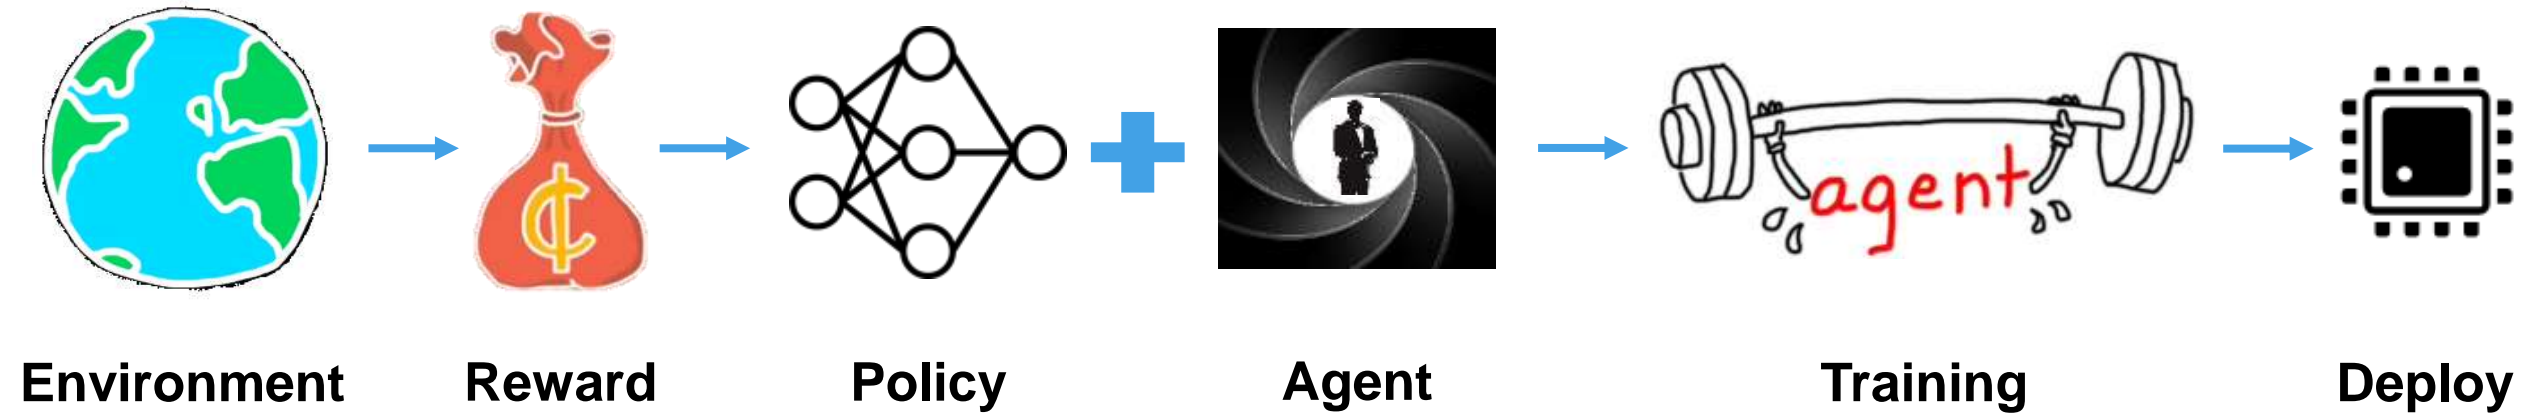 ¢
agent
Environment
Reward
Policy
Agent
Training
Deploy